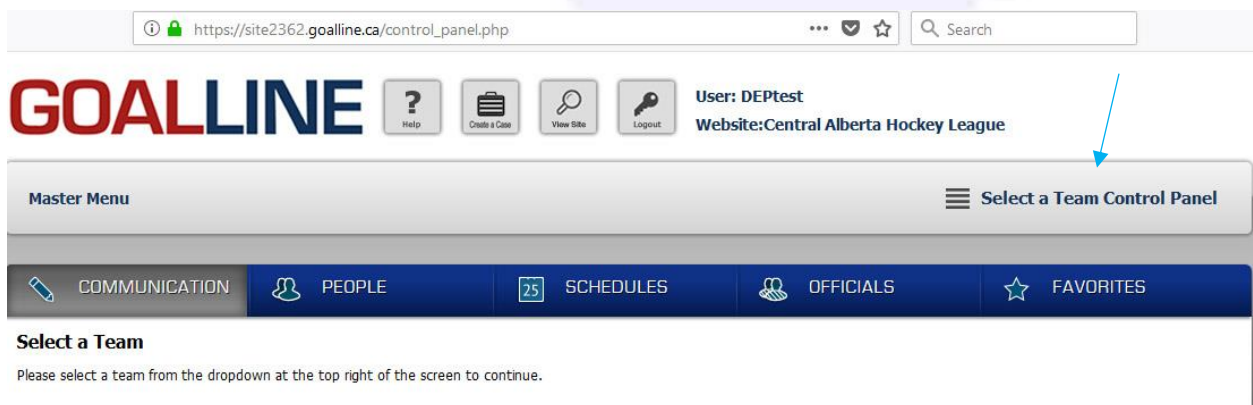 https://site2362.goalline.ca/control_panel.php ••• Search
GOALLINE
Help Create a Case View Site Logout
User: DEPtest
Website:Central Alberta Hockey League
Master Menu Select a Team Control Panel
COMMUNICATION PEOPLE 25 SCHEDULES OFFICIALS FAVORITES
Select a Team
Please select a team from the dropdown at the top right of the screen to continue.